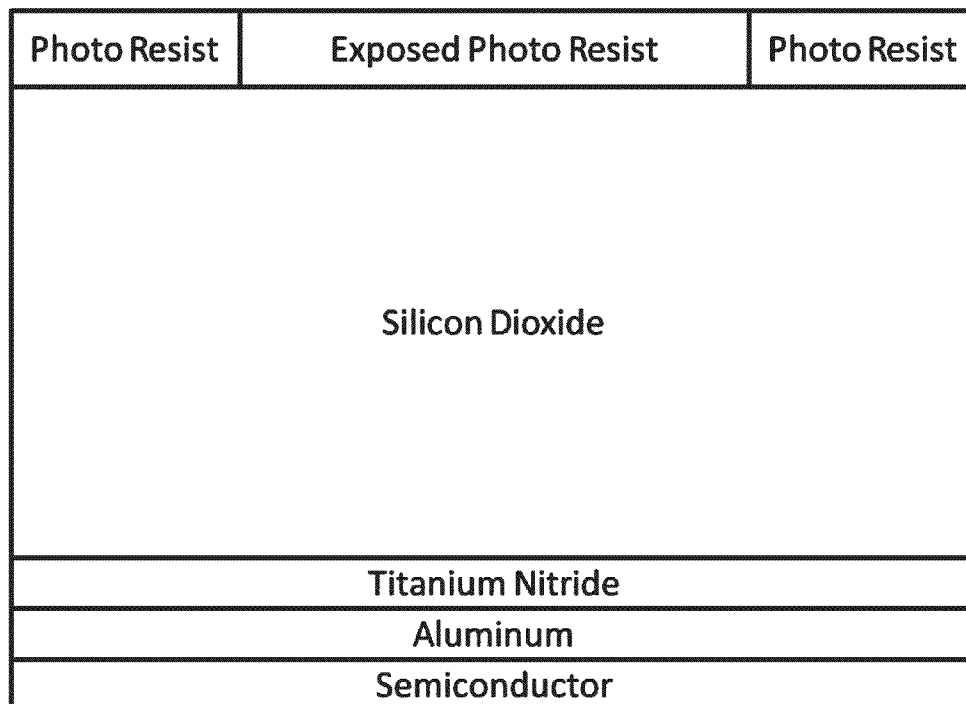 Photo Resist Exposed Photo Resist Photo Resist
Silicon Dioxide
Titanium Nitride
Aluminum
Semiconductor